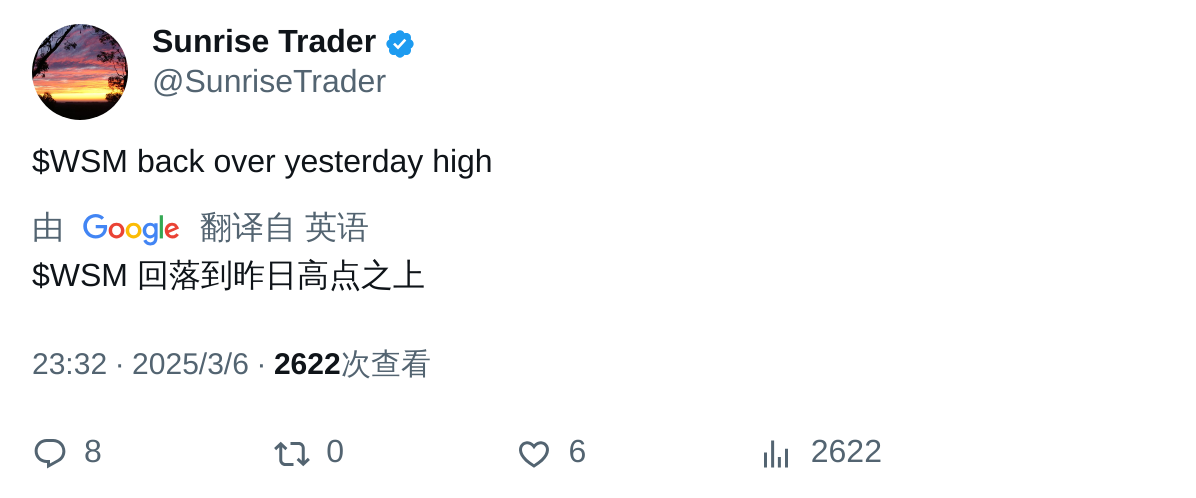 Sunrise Trader
@SunriseTrader
$WSM back over yesterday high
由 Google 翻译自 英语
$WSM 回落到昨日高点之上
23:32 · 2025/3/6 · 2622次查看
8 0 6 2622